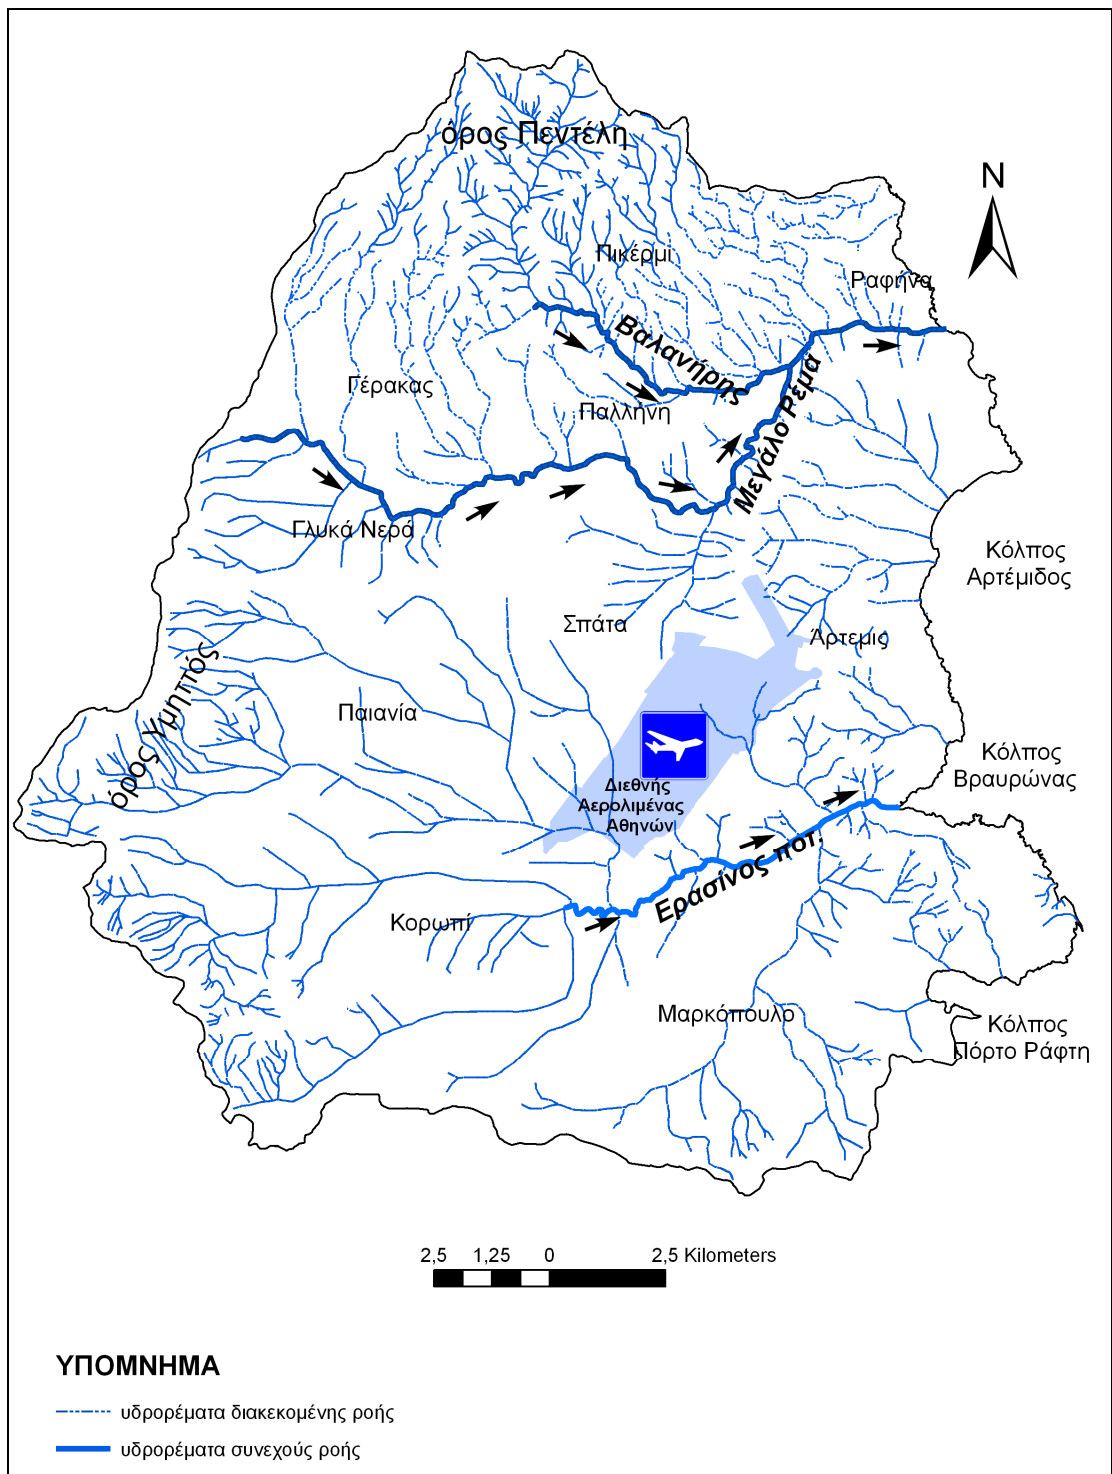 όρος Πεντέλη
N
Πικέρμι
Ραφήνα
Βαλανήρης
Μεγάλο Ρέμα
Γέρακας
Παλλήνη
Γλυκά Νερά
Κόλπος
Αρτέμιδος
Σπάτα
Άρτεμις
όρος Υμηττός
Παιανία
Κόλπος
Βραυρώνας
Διεθνής
Αερολιμένας
Αθηνών
Ερασίνος ποτ.
Κορωπί
Μαρκόπουλο
Κόλπος
Πόρτο Ράφτη
2,5 1,25 0 2,5 Kilometers
ΥΠΟΜΝΗΜΑ
υδρορέματα διακεκομένης ροής
υδρορέματα συνεχούς ροής